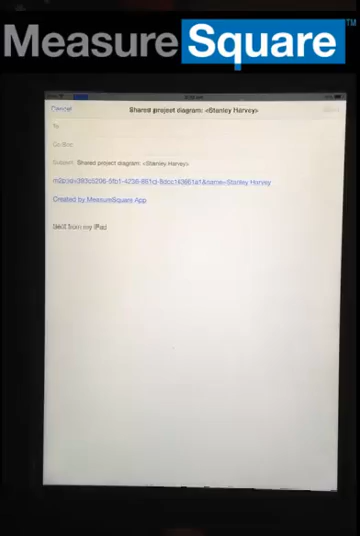 MeasureSquare™
Cancel
Shared project diagram: <Stanley Harvey>
To:
Cc/Bcc:
Subject: Shared project diagram: <Stanley Harvey>
Created by MeasureSquare App
Sent from my iPad